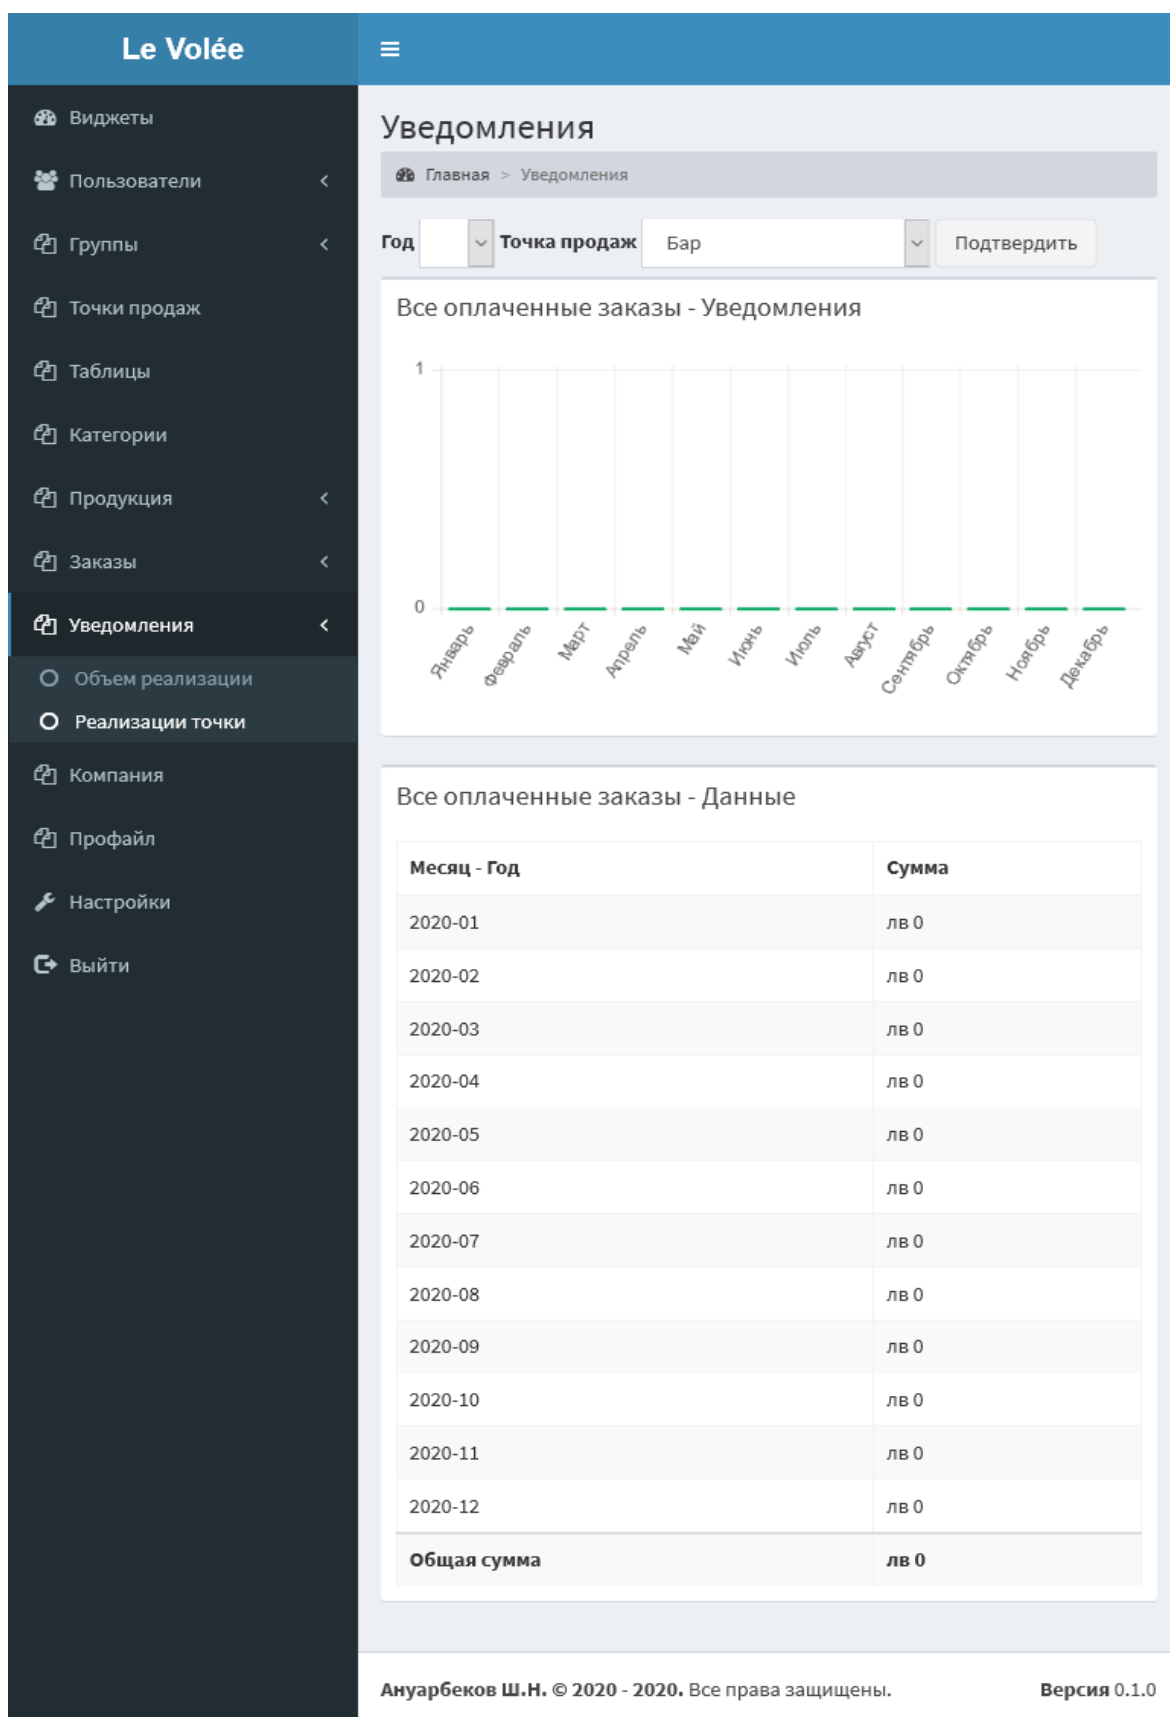 Le Volée
Виджеты
Пользователи
Группы
Точки продаж
Таблицы
Категории
Продукция
Заказы
Уведомления
Объем реализации
Реализации точки
Компания
Профайл
Настройки
Выйти
Уведомления
Главная > Уведомления
Год Точка продаж Бар Подтвердить
Все оплаченные заказы - Уведомления
1
0
Январь Февраль Март Апрель Май Июнь Июль Август Сентябрь Октябрь Ноябрь Декабрь
Все оплаченные заказы - Данные
Месяц - Год Сумма
2020-01 лв 0
2020-02 лв 0
2020-03 лв 0
2020-04 лв 0
2020-05 лв 0
2020-06 лв 0
2020-07 лв 0
2020-08 лв 0
2020-09 лв 0
2020-10 лв 0
2020-11 лв 0
2020-12 лв 0
Общая сумма лв 0
Ануарбеков Ш.Н. © 2020 - 2020. Все права защищены. Версия 0.1.0